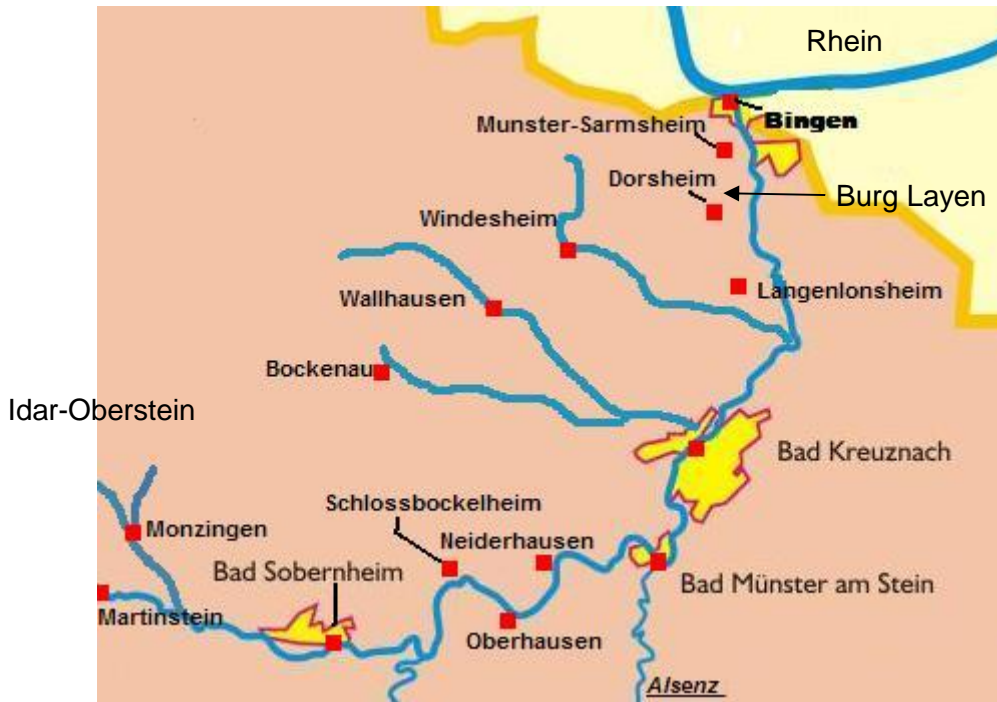 Rhein
Bingen
Munster-Sarmsheim
Dorsheim
Burg Layen
Windesheim
Langenlonsheim
Wallhausen
Bockenau
Idar-Oberstein
Bad Kreuznach
Schlossbockelheim
Monzingen
Neiderhausen
Bad Sobernheim
Bad Münster am Stein
Martinstein
Oberhausen
Alsenz